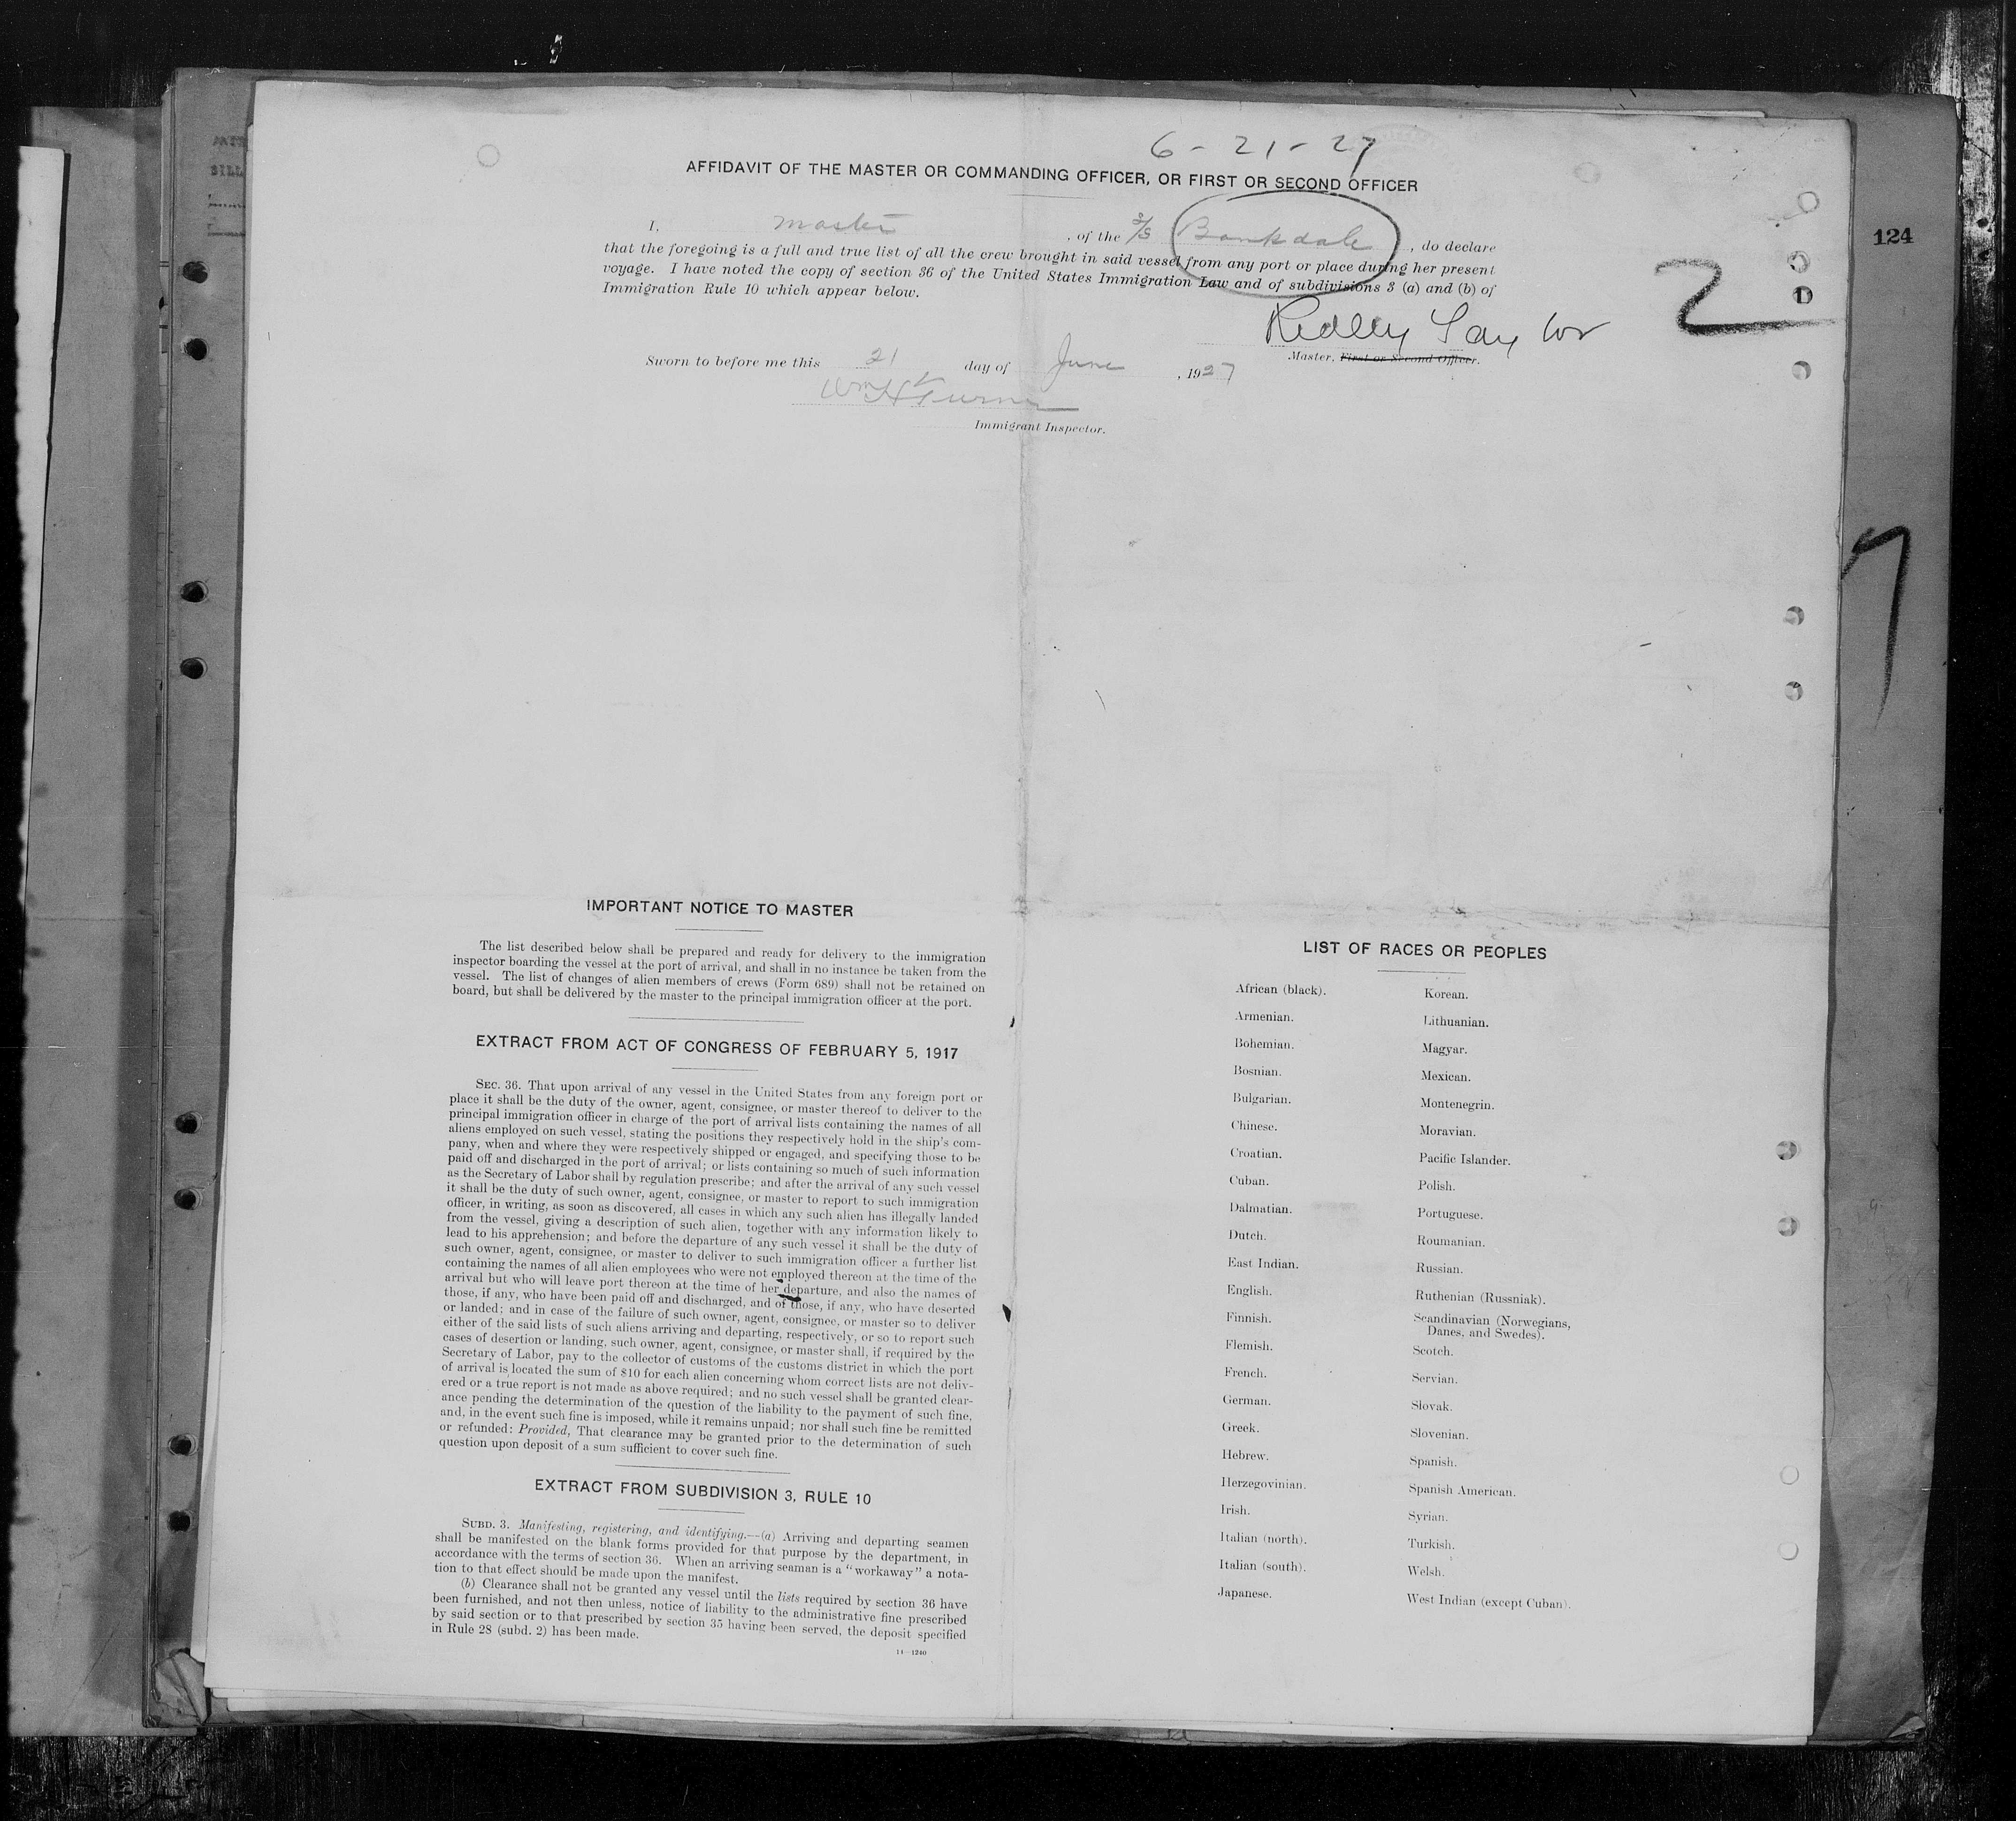 6-21-27
AFFIDAVIT OF THE MASTER OR COMMANDING OFFICER, OR FIRST OR SECOND OFFICER
I, Master, of the S/S Bankdale, do declare
that the foregoing is a full and true list of all the crew brought in said vessel from any port or place during her present
voyage. I have noted the copy of section 36 of the United States Immigration Law and of subdivisions 3 (a) and (b) of
Immigration Rule 10 which appear below.
124
2
1
Ridley Taylor
Master, First or Second Officer.
Sworn to before me this 21 day of June, 1927
Wm H Turner
Immigrant Inspector.
7
IMPORTANT NOTICE TO MASTER
The list described below shall be prepared and ready for delivery to the immigration
inspector boarding the vessel at the port of arrival, and shall in no instance be taken from the
vessel. The list of changes of alien members of crews (Form 689) shall not be retained on
board, but shall be delivered by the master to the principal immigration officer at the port.
EXTRACT FROM ACT OF CONGRESS OF FEBRUARY 5, 1917
SEC. 36. That upon arrival of any vessel in the United States from any foreign port or
place it shall be the duty of the owner, agent, consignee, or master thereof to deliver to the
principal immigration officer in charge of the port of arrival lists containing the names of all
aliens employed on such vessel, stating the positions they respectively hold in the ship's com-
pany, when and where they were respectively shipped or engaged, and specifying those to be
paid off and discharged in the port of arrival; or lists containing so much of such information
as the Secretary of Labor shall by regulation prescribe; and after the arrival of any such vessel
it shall be the duty of such owner, agent, consignee, or master to report to such immigration
officer, in writing, as soon as discovered, all cases in which any such alien has illegally landed
from the vessel, giving a description of such alien, together with any information likely to
lead to his apprehension; and before the departure of any such vessel it shall be the duty of
such owner, agent, consignee, or master to deliver to such immigration officer a further list
containing the names of all alien employees who were not employed thereon at the time of the
arrival but who will leave port thereon at the time of her departure, and also the names of
those, if any, who have been paid off and discharged, and of those, if any, who have deserted
or landed; and in case of the failure of such owner, agent, consignee, or master so to deliver
either of the said lists of such aliens arriving and departing, respectively, or so to report such
cases of desertion or landing, such owner, agent, consignee, or master shall, if required by the
Secretary of Labor, pay to the collector of customs of the customs district in which the port
of arrival is located the sum of $10 for each alien concerning whom correct lists are not deliv-
ered or a true report is not made as above required; and no such vessel shall be granted clear-
ance pending the determination of the question of the liability to the payment of such fine,
and, in the event such fine is imposed, while it remains unpaid; nor shall such fine be remitted
or refunded: Provided, That clearance may be granted prior to the determination of such
question upon deposit of a sum sufficient to cover such fine.
EXTRACT FROM SUBDIVISION 3, RULE 10
SUBD. 3. Manifesting, registering, and identifying.—(a) Arriving and departing seamen
shall be manifested on the blank forms provided for that purpose by the department, in
accordance with the terms of section 36. When an arriving seaman is a "workaway" a nota-
tion to that effect should be made upon the manifest.
(b) Clearance shall not be granted any vessel until the lists required by section 36 have
been furnished, and not then unless, notice of liability to the administrative fine prescribed
by said section or to that prescribed by section 35 having been served, the deposit specified
in Rule 28 (subd. 2) has been made.
14—1240
LIST OF RACES OR PEOPLES
African (black).
Armenian.
Bohemian.
Bosnian.
Bulgarian.
Chinese.
Croatian.
Cuban.
Dalmatian.
Dutch.
East Indian.
English.
Finnish.
Flemish.
French.
German.
Greek.
Hebrew.
Herzegovinian.
Irish.
Italian (north).
Italian (south).
Japanese.
Korean.
Lithuanian.
Magyar.
Mexican.
Montenegrin.
Moravian.
Pacific Islander.
Polish.
Portuguese.
Roumanian.
Russian.
Ruthenian (Russniak).
Scandinavian (Norwegians,
Danes, and Swedes).
Scotch.
Servian.
Slovak.
Slovenian.
Spanish.
Spanish American.
Syrian.
Turkish.
Welsh.
West Indian (except Cuban).